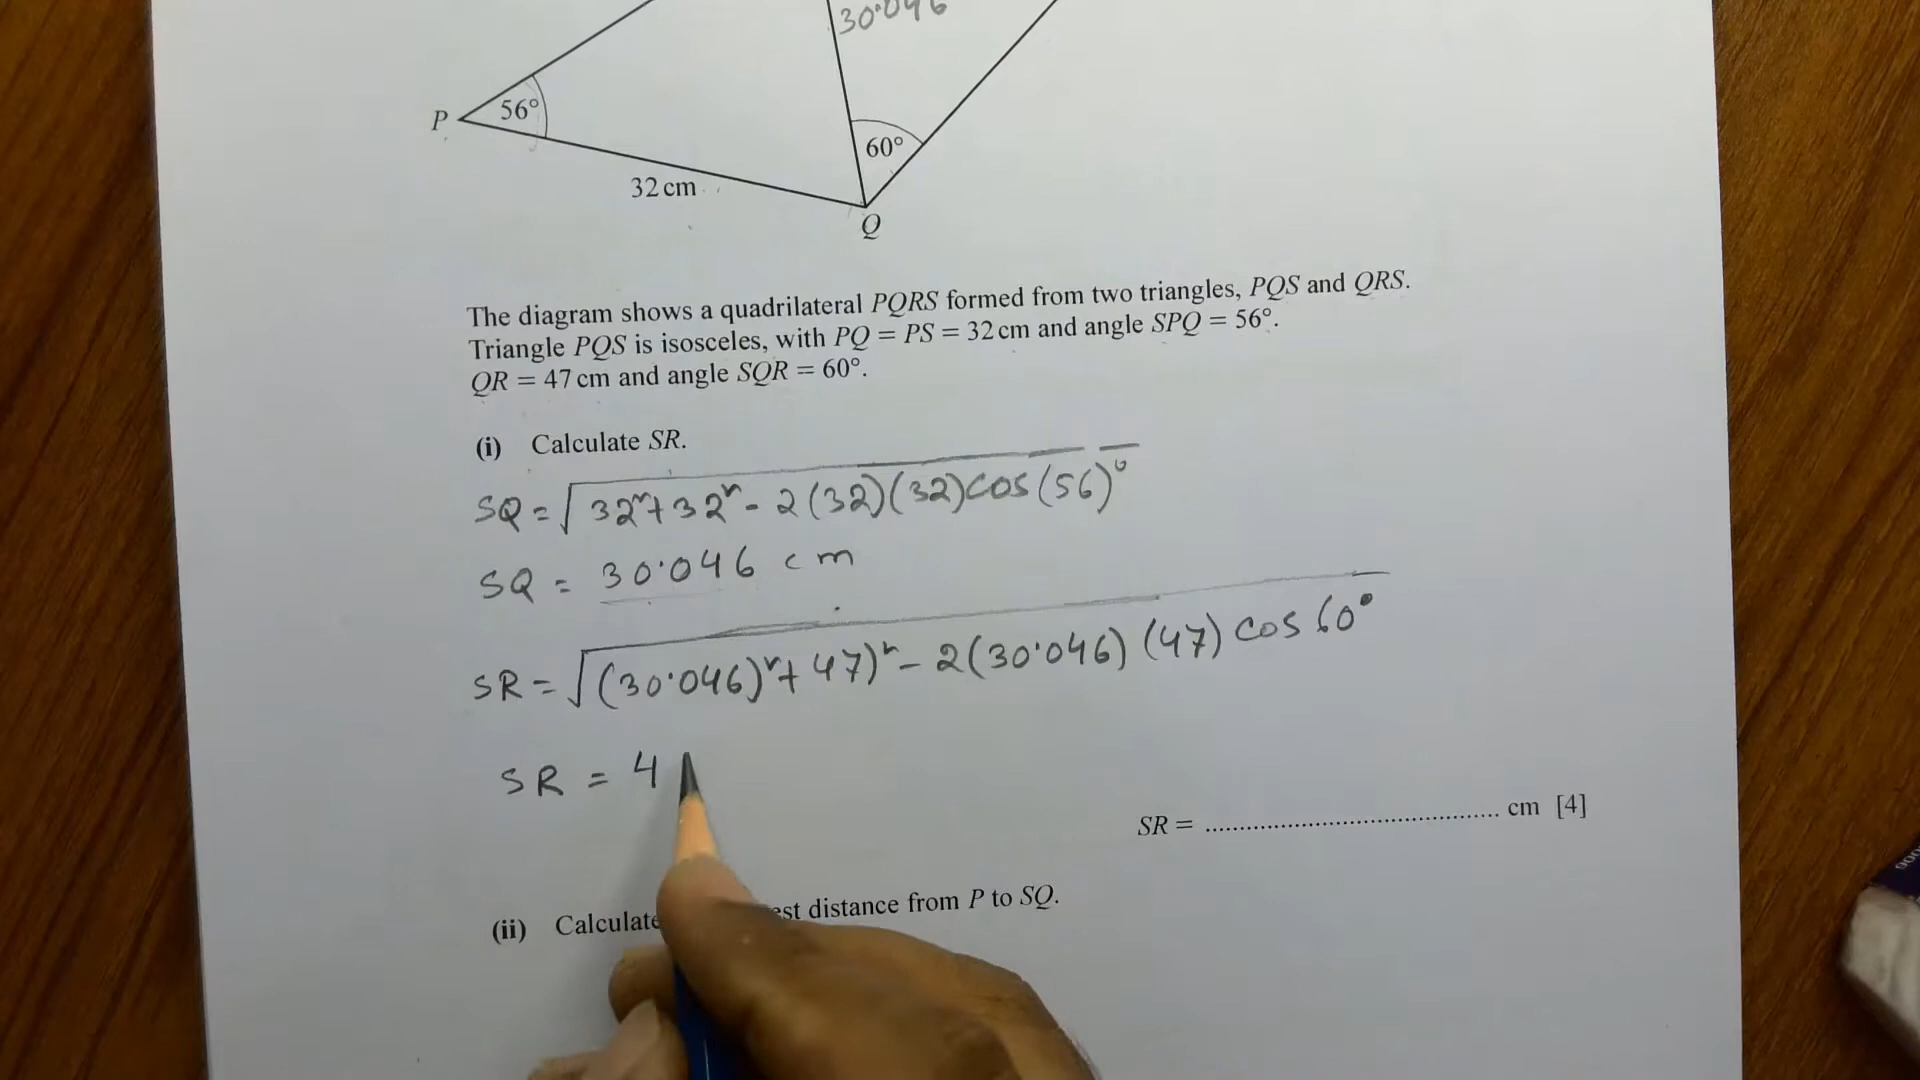 30.046
P
56°
60°
32 cm
Q
The diagram shows a quadrilateral PQRS formed from two triangles, PQS and QRS.
Triangle PQS is isosceles, with PQ = PS = 32 cm and angle SPQ = 56°.
QR = 47 cm and angle SQR = 60°.
(i) Calculate SR.
SQ = √32²+32²-2(32)(32)cos(56)°
SQ = 30.046 cm
SR = √(30.046)²+47)²-2(30.046)(47) cos 60°
SR = 4
SR = ........................................ cm [4]
(ii) Calculate est distance from P to SQ.